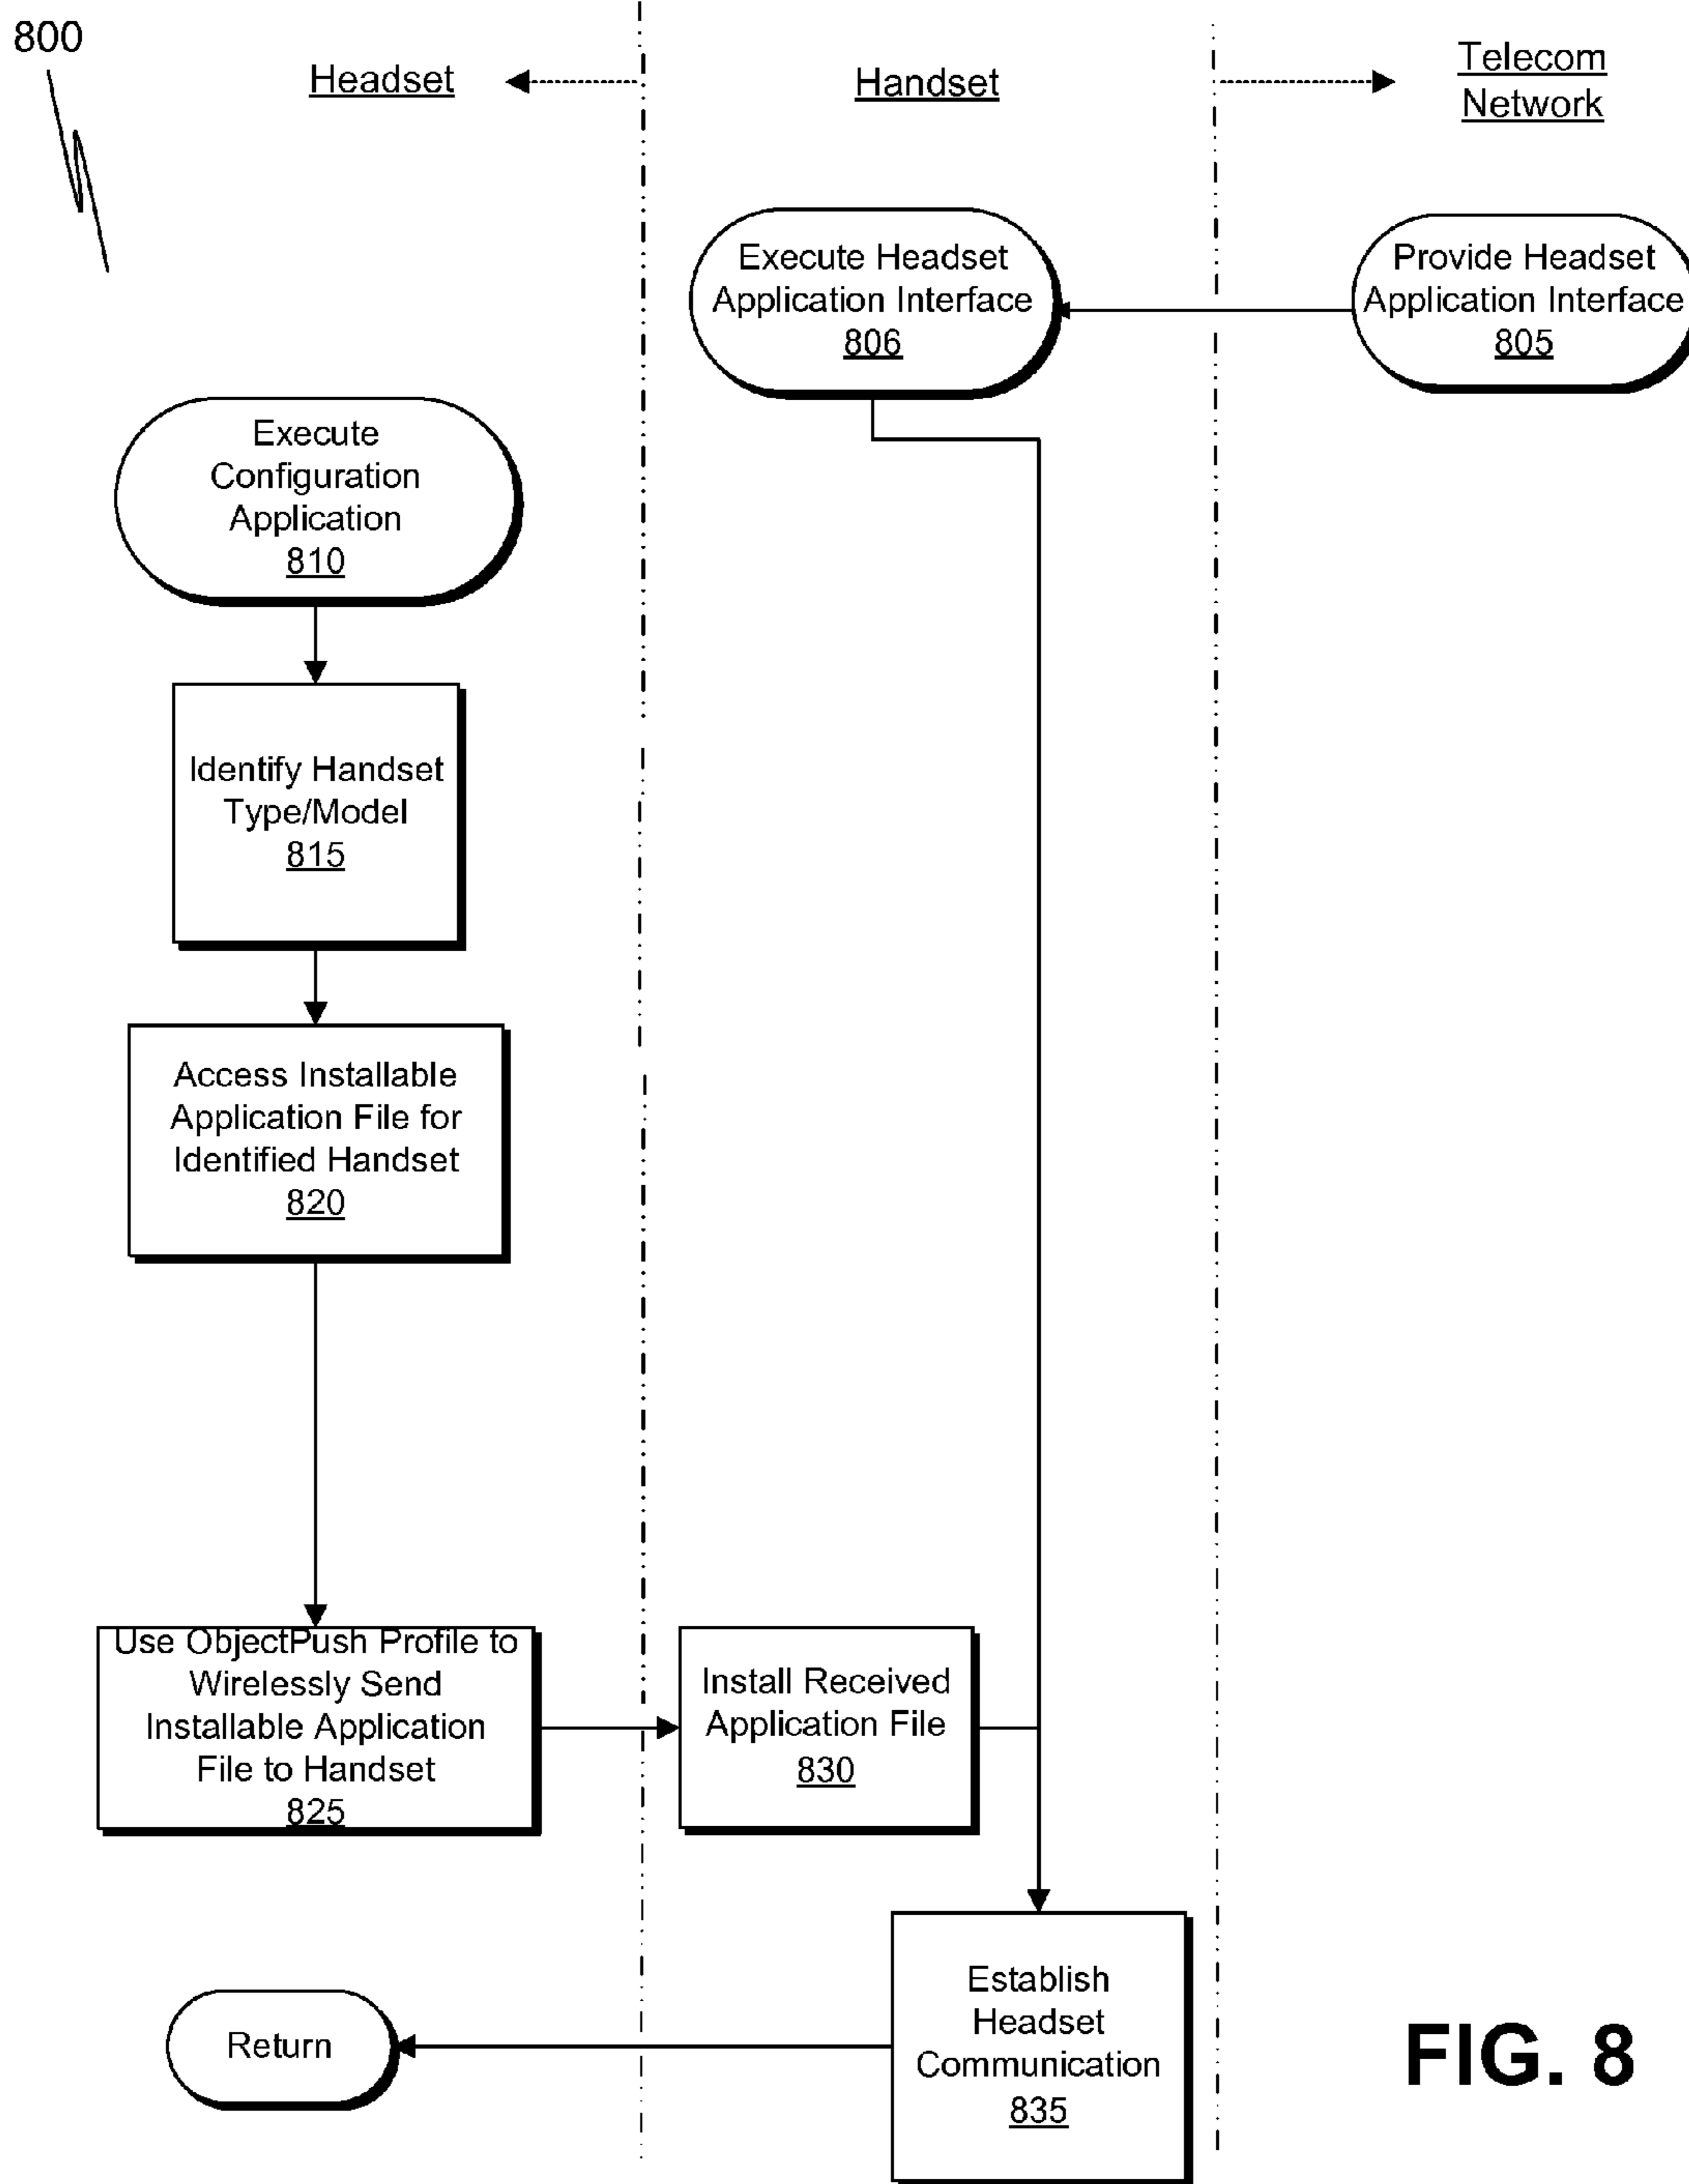 800
Headset
Handset
Telecom
Network
Execute Headset
Application Interface
806
Provide Headset
Application Interface
805
Execute
Configuration
Application
810
Identify Handset
Type/Model
815
Access Installable
Application File for
Identified Handset
820
Use ObjectPush Profile to
Wirelessly Send
Installable Application
File to Handset
825
Install Received
Application File
830
Establish
Headset
Communication
835
Return
FIG. 8